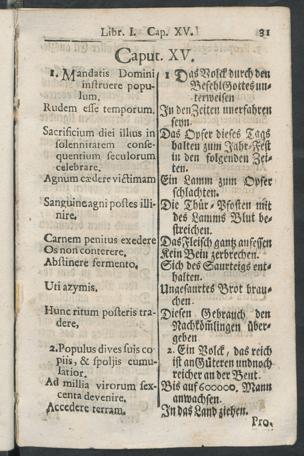 Libr. I. Cap. XV. 31
Caput. XV.
1. Mandatis Domini
instruere popu-
lum.
Rudem esse temporum.
Sacrificium diei illius in
solennitatem conse-
quentium seculorum
celebrare.
Agnum cædere victimam
Sanguine agni postes illi-
nire.
Carnem penitus exedere
Os non conterere,
Abstinere fermento,
Uti azymis.
Hunc ritum posteris tra-
dere,
2. Populus dives suis co
piis, & spoliis cumu-
latior.
Ad millia virorum sex-
centa devenire,
Accedere terram.
1 Das Volck durch den
Befehl Gottes un-
terweisen
In den Zeiten unerfahren
seyn.
Das Opfer dieses Tags
halten zum Jahr-Fest
in den folgenden Zei-
ten.
Ein Lamm zum Opfer
schlachten.
Die Thür-Pfosten mit
des Lamms Blut be-
streichen.
Das Fleisch gantz aufessen
Kein Bein zerbrechen.
Sich des Saurteigs ent-
halten.
Ungesaurtes Brot brau-
chen.
Diesen Gebrauch den
Nachkom̃lingen über-
geben
2. Ein Volck, das reich
ist an Güteren und noch
reicher an der Beut.
Bis auf 600000. Mann
anwachsen.
In das Land ziehen.
Pro-